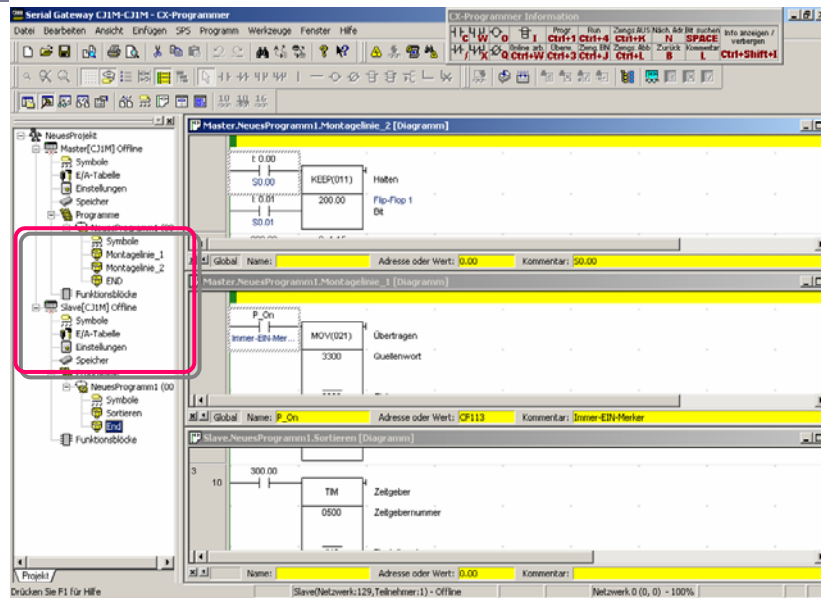 Serial Gateway CJ1M-CJ1M - CX-Programmer
Datei Bearbeiten Ansicht Einfügen SPS Programm Werkzeuge Fenster Hilfe
CX-Programmer Information
C W O I
Progr. Ctrl+1
Run Ctrl+4
Zwngs.AUS Ctrl+K
Näch. Adr. N
Bit suchen SPACE
/ X Q
Online arb. Ctrl+W
Überw. Ctrl+3
Zwng. EIN Ctrl+J
Zwngs. Abb Ctrl+L
Zurück B
Kommentar L
Info anzeigen / verbergen
Ctrl+Shift+I
NeuesProjekt
Master[CJ1M] Offline
Symbole
E/A-Tabelle
Einstellungen
Speicher
Programme
NeuesProgramm1 (00
Symbole
Montagelinie_1
Montagelinie_2
END
Funktionsblöcke
Slave[CJ1M] Offline
Symbole
E/A-Tabelle
Einstellungen
Speicher
NeuesProgramm1 (00
Symbole
Sortieren
End
Funktionsblöcke
Projekt
Master.NeuesProgramm1.Montagelinie_2 [Diagramm]
I: 0.00
S0.00
KEEP(011)
Halten
I: 0.01
S0.01
200.00
Flip-Flop 1
Bit
Global Name: Adresse oder Wert: 0.00 Kommentar: S0.00
Master.NeuesProgramm1.Montagelinie_1 [Diagramm]
P_On
Immer-EIN-Mer...
MOV(021)
Übertragen
3300
Quellenwort
Global Name: P_On Adresse oder Wert: CF113 Kommentar: Immer-EIN-Merker
Slave.NeuesProgramm1.Sortieren [Diagramm]
3
10
300.00
TIM
Zeitgeber
0500
Zeitgebernummer
Name: Adresse oder Wert: 0.00 Kommentar:
Drücken Sie F1 für Hilfe
Slave(Netzwerk:129,Teilnehmer:1) - Offline
Netzwerk 0 (0, 0) - 100%